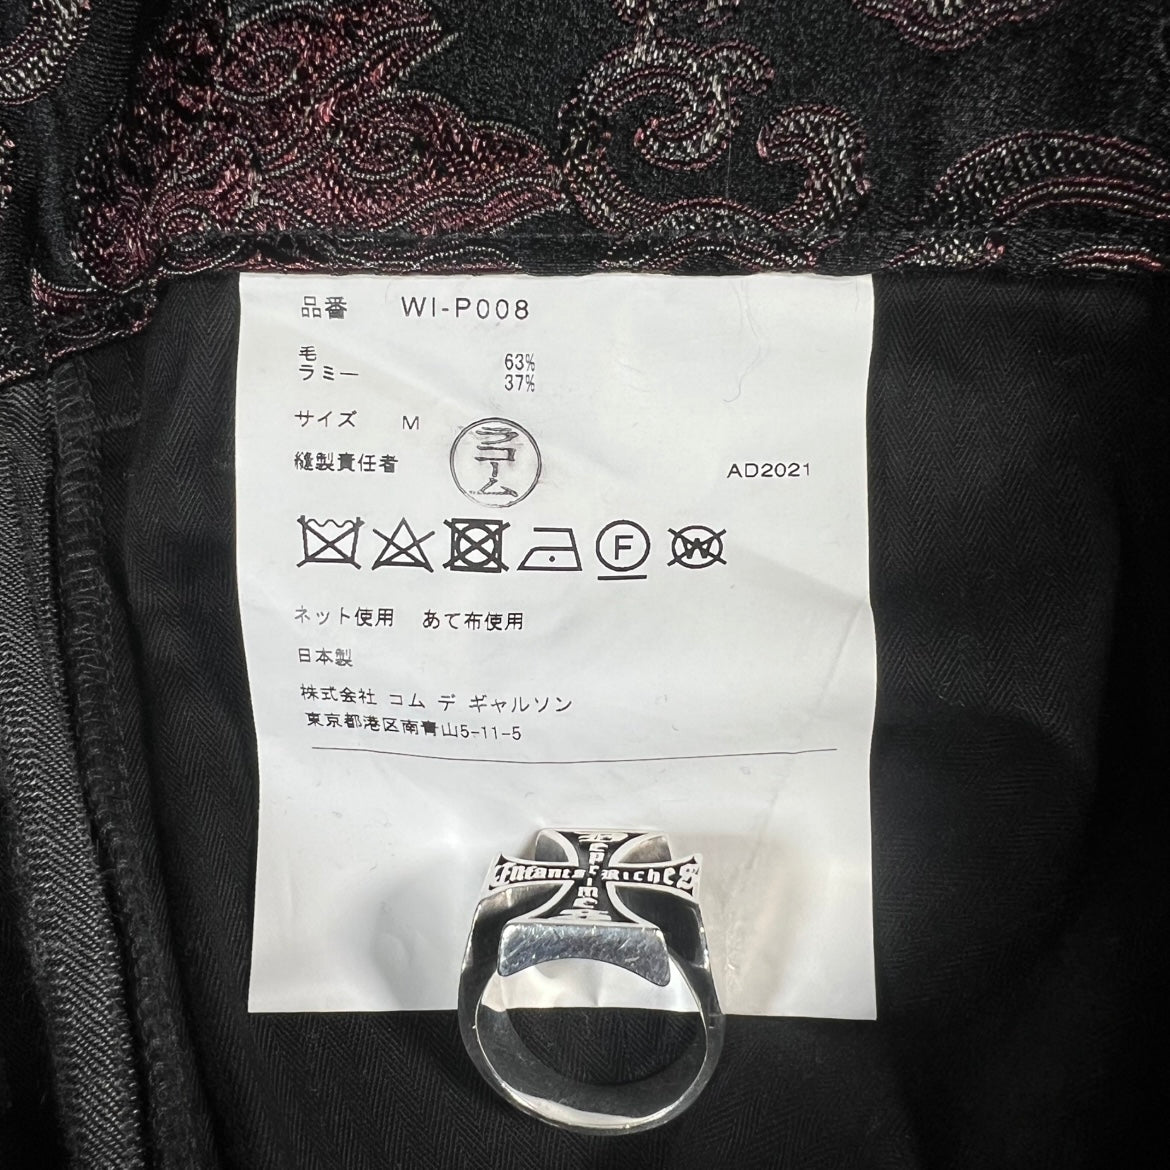 品番 WI-P008
毛 63%
ラミー 37%
サイズ M
縫製責任者 ラコーム
AD2021
F
W
ネット使用 あて布使用
日本製
株式会社 コム デ ギャルソン
東京都港区南青山5-11-5
Enfants Riches
Deprimes